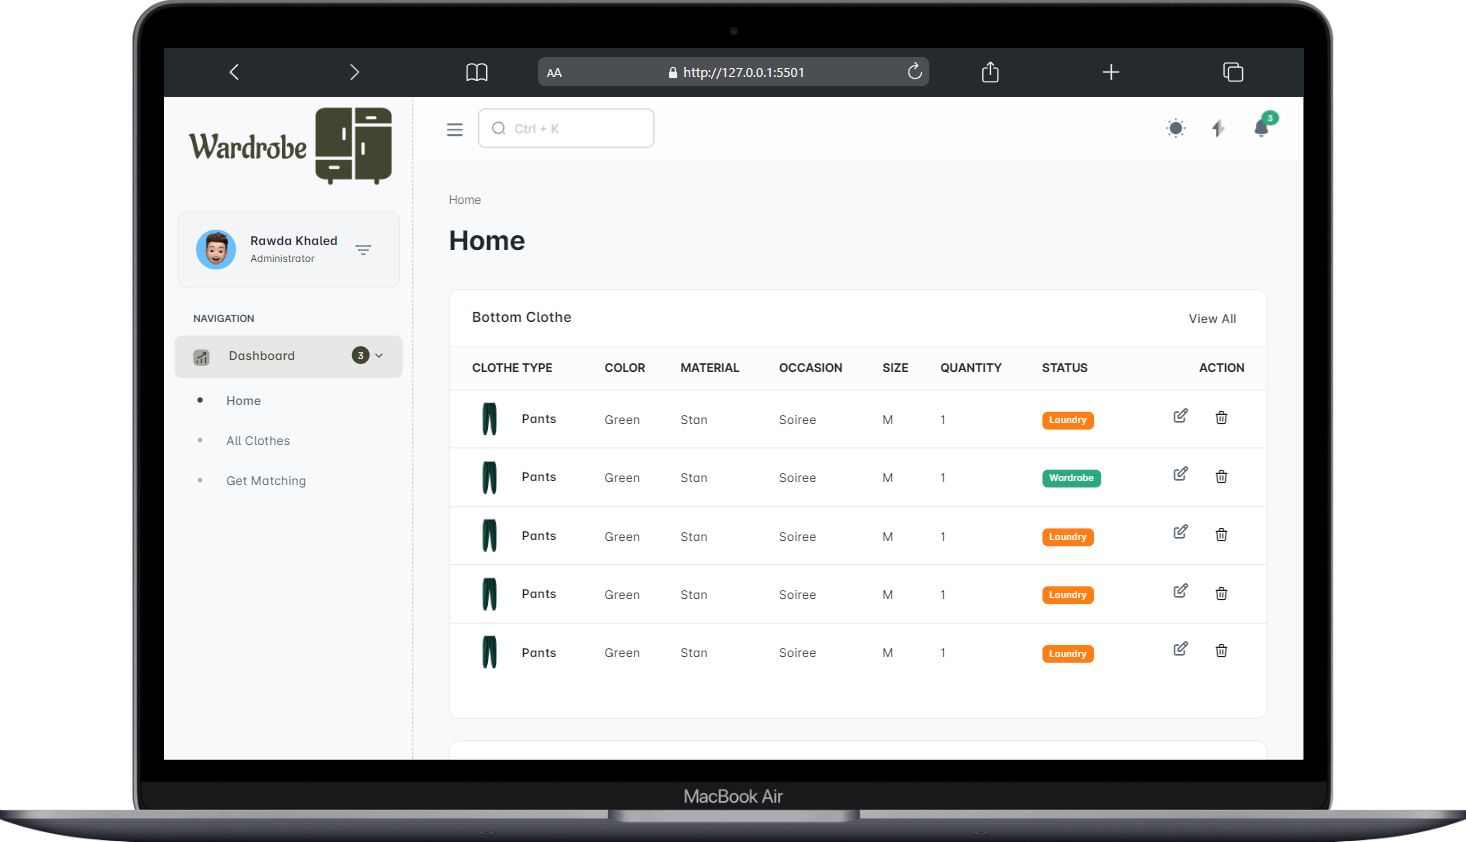 AA
http://127.0.0.1:5501
Wardrobe
Ctrl + K
3
Rawda Khaled
Administrator
NAVIGATION
Dashboard 3
Home
All Clothes
Get Matching
Home
Home
Bottom Clothe View All
CLOTHE TYPE COLOR MATERIAL OCCASION SIZE QUANTITY STATUS ACTION
Pants Green Stan Soiree M 1 Laundry
Pants Green Stan Soiree M 1 Wardrobe
Pants Green Stan Soiree M 1 Laundry
Pants Green Stan Soiree M 1 Laundry
Pants Green Stan Soiree M 1 Laundry
MacBook Air